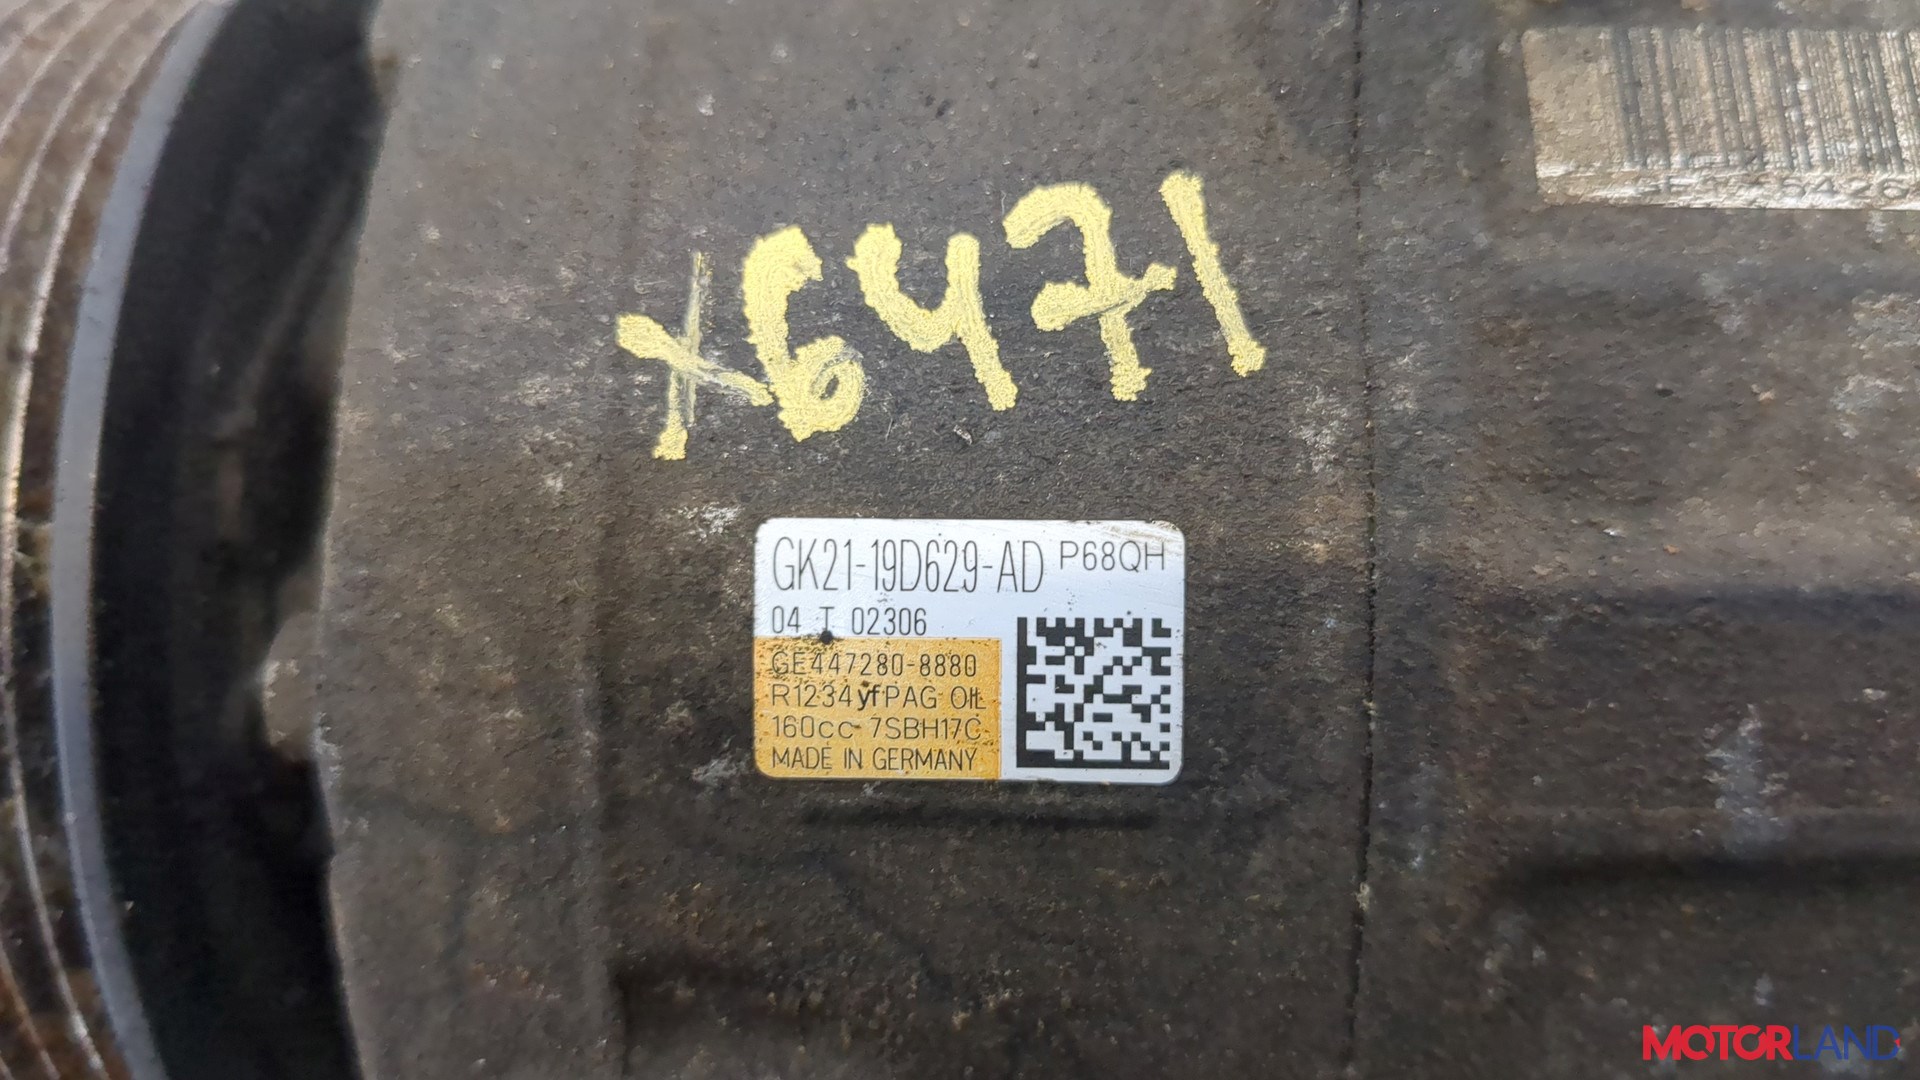 X6471
GK21-19D629-AD P68QH
04 T 02306
GE447280-8880
R1234yf PAG OIL
160cc 7SBH17C
MADE IN GERMANY
MOTORLAND